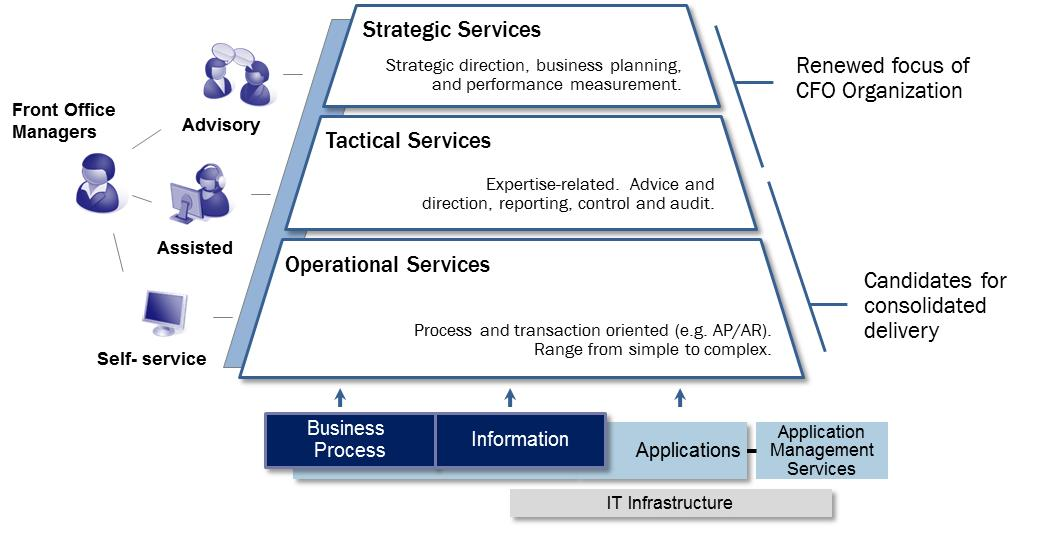 Strategic Services
Strategic direction, business planning,
and performance measurement.
Renewed focus of
CFO Organization
Front Office
Managers
Advisory
Tactical Services
Expertise-related.  Advice and
direction, reporting, control and audit.
Assisted
Operational Services
Process and transaction oriented (e.g. AP/AR).
Range from simple to complex.
Candidates for
consolidated
delivery
Self- service
Business
Process
Information
Applications
Application
Management
Services
IT Infrastructure